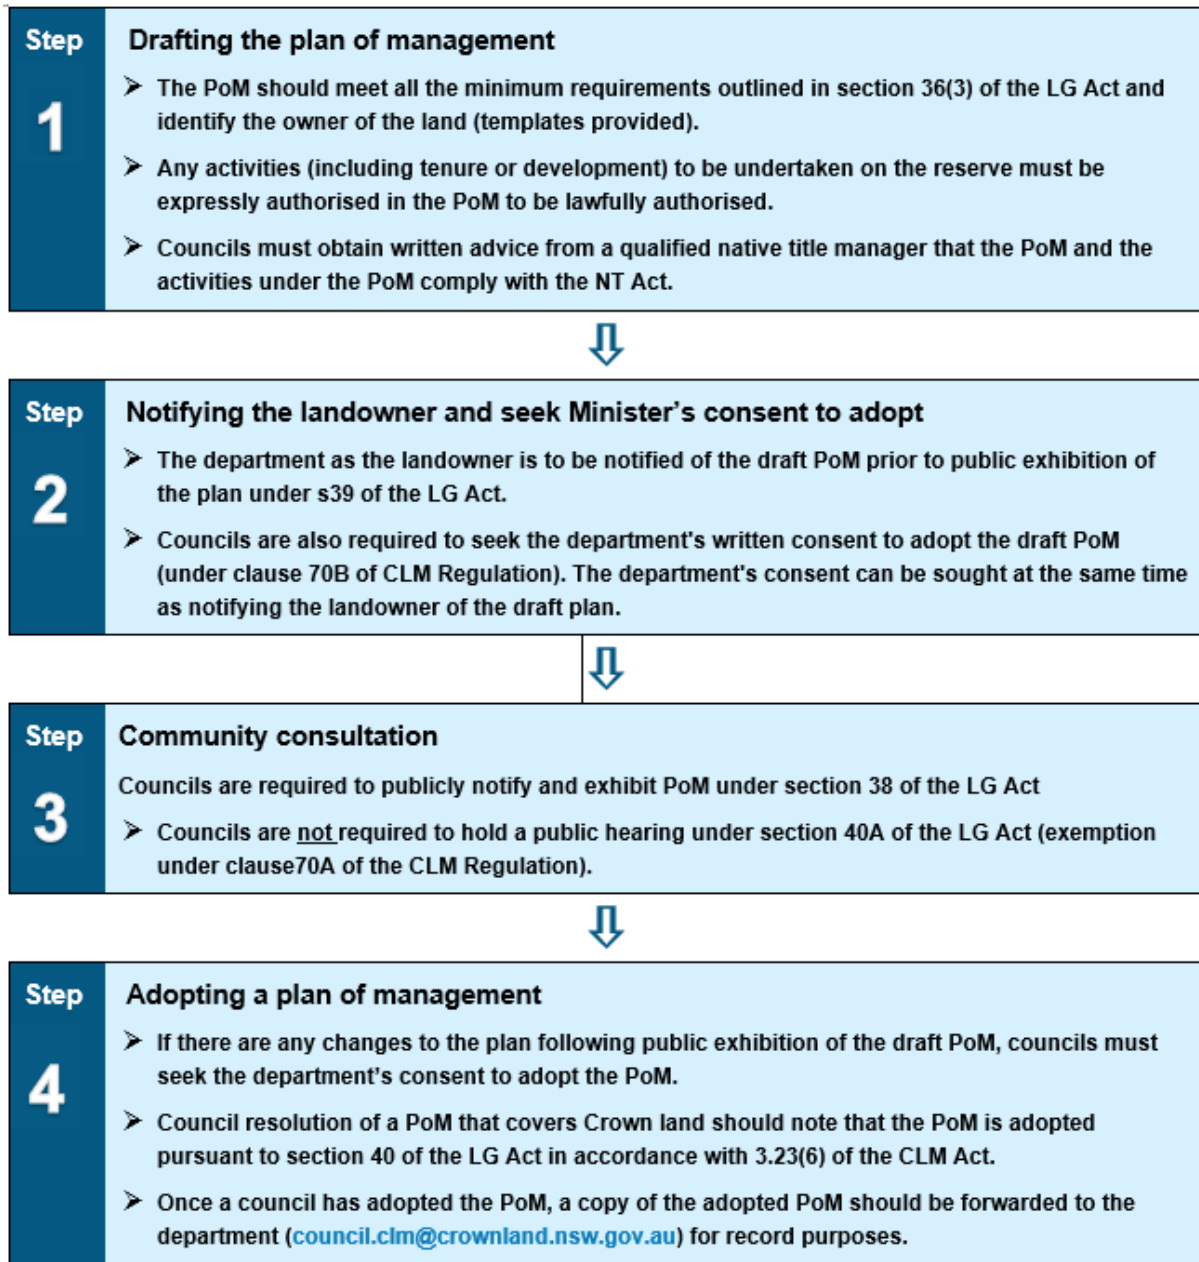 Step
1
Drafting the plan of management
➤ The PoM should meet all the minimum requirements outlined in section 36(3) of the LG Act and
identify the owner of the land (templates provided).
➤ Any activities (including tenure or development) to be undertaken on the reserve must be
expressly authorised in the PoM to be lawfully authorised.
➤ Councils must obtain written advice from a qualified native title manager that the PoM and the
activities under the PoM comply with the NT Act.
Step
2
Notifying the landowner and seek Minister's consent to adopt
➤ The department as the landowner is to be notified of the draft PoM prior to public exhibition of
the plan under s39 of the LG Act.
➤ Councils are also required to seek the department's written consent to adopt the draft PoM
(under clause 70B of CLM Regulation). The department's consent can be sought at the same time
as notifying the landowner of the draft plan.
Step
3
Community consultation
Councils are required to publicly notify and exhibit PoM under section 38 of the LG Act
➤ Councils are not required to hold a public hearing under section 40A of the LG Act (exemption
under clause70A of the CLM Regulation).
Step
4
Adopting a plan of management
➤ If there are any changes to the plan following public exhibition of the draft PoM, councils must
seek the department's consent to adopt the PoM.
➤ Council resolution of a PoM that covers Crown land should note that the PoM is adopted
pursuant to section 40 of the LG Act in accordance with 3.23(6) of the CLM Act.
➤ Once a council has adopted the PoM, a copy of the adopted PoM should be forwarded to the
department (council.clm@crownland.nsw.gov.au) for record purposes.